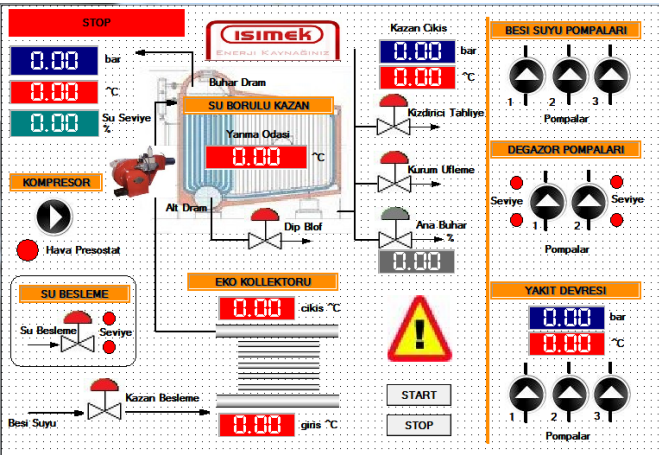 STOP
0.00 bar
0.00 ^C
0.00 Su Seviye
%
ISIMEK
ENERJI KAYNAĞINIZ
Buhar Dram
SU BORULU KAZAN
Yanma Odasi
0.00 ^C
Alt Dram
Dip Blof
Kazan Cikis
0.00 bar
0.00 ^C
Kizdirici Tahliye
Kurum Ufleme
Ana Buhar
%
0.00
KOMPRESOR
Hava Presostat
SU BESLEME
Su Besleme
Seviye
Kazan Besleme
Besi Suyu
EKO KOLLEKTORU
0.00 cikis ^C
0.00 giris ^C
START
STOP
BESI SUYU POMPALARI
1 2 3
Pompalar
DEGAZOR POMPALARI
Seviye Seviye
1 2
Pompalar
YAKIT DEVRESI
0.00 bar
0.00 ^C
1 2 3
Pompalar